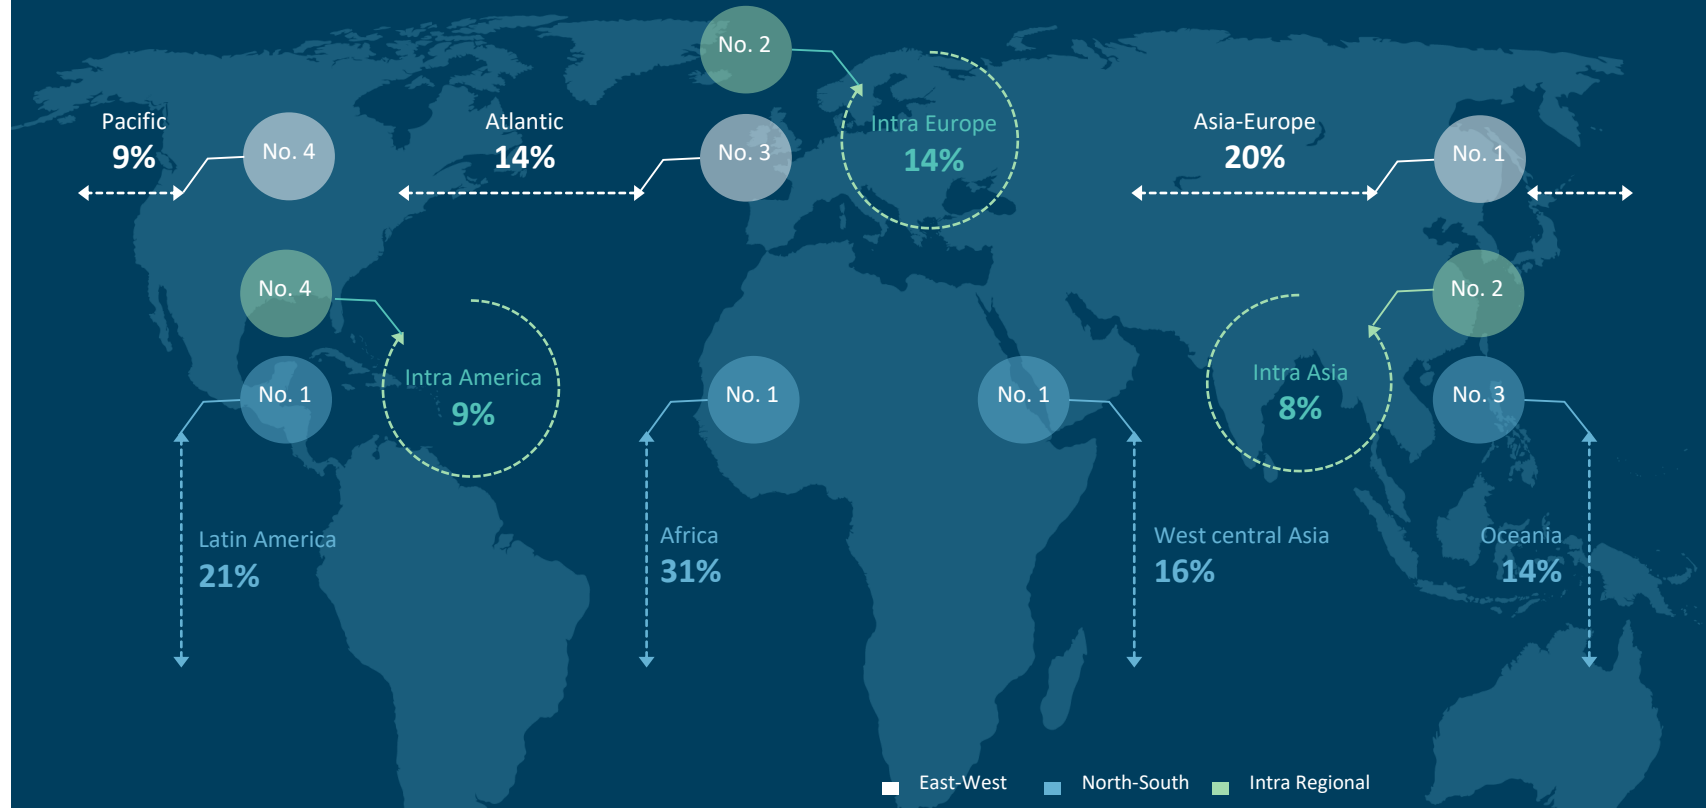 No. 2
Pacific
9%
No. 4
Atlantic
14%
No. 3
Intra Europe
14%
Asia-Europe
20%
No. 1
No. 4
Intra America
9%
No. 2
Intra Asia
8%
No. 1
No. 1
No. 1
No. 3
Latin America
21%
Africa
31%
West central Asia
16%
Oceania
14%
East-West
North-South
Intra Regional